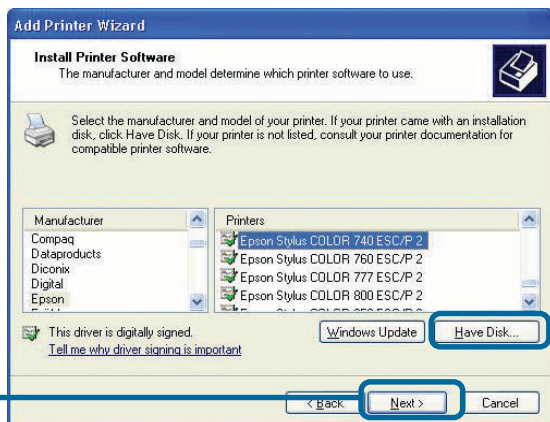 Add Printer Wizard
Install Printer Software
The manufacturer and model determine which printer software to use.
Select the manufacturer and model of your printer. If your printer came with an installation
disk, click Have Disk. If your printer is not listed, consult your printer documentation for
compatible printer software.
Manufacturer
Compaq
Dataproducts
Diconix
Digital
Epson
Printers
Epson Stylus COLOR 740 ESC/P 2
Epson Stylus COLOR 760 ESC/P 2
Epson Stylus COLOR 777 ESC/P 2
Epson Stylus COLOR 800 ESC/P 2
This driver is digitally signed.
Tell me why driver signing is important
Windows Update
Have Disk...
< Back
Next >
Cancel